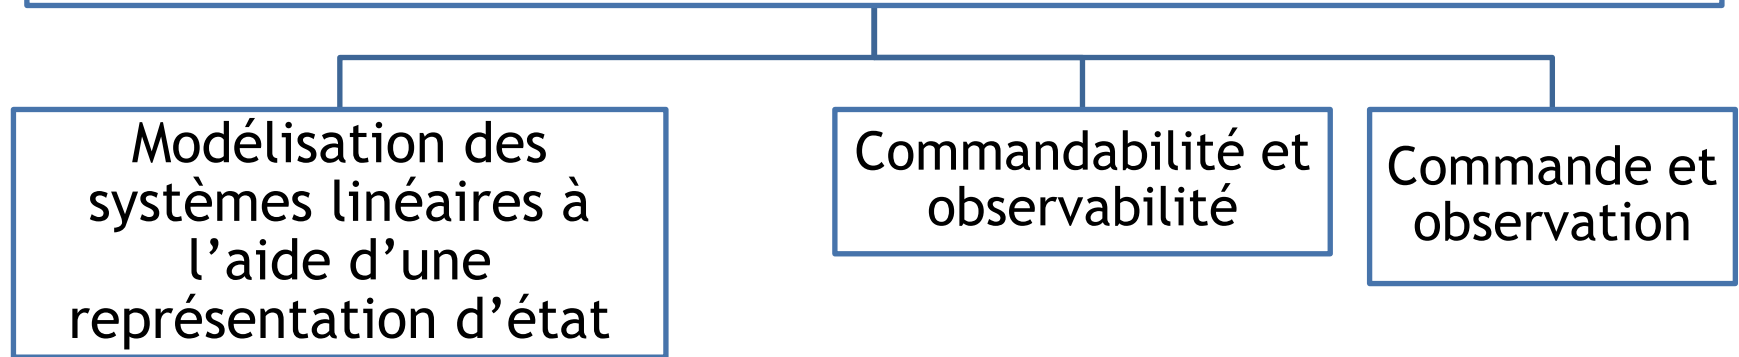 Modélisation des
systèmes linéaires à
l’aide d’une
représentation d’état
Commandabilité et
observabilité
Commande et
observation